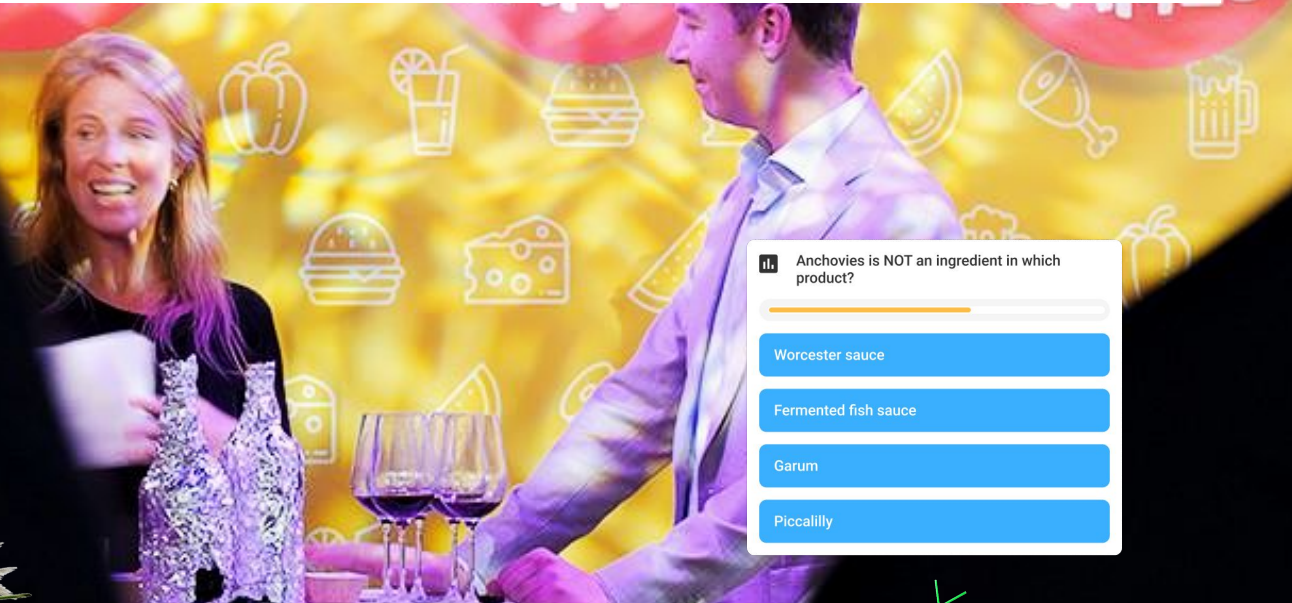 Anchovies is NOT an ingredient in which
product?
Worcester sauce
Fermented fish sauce
Garum
Piccalilly